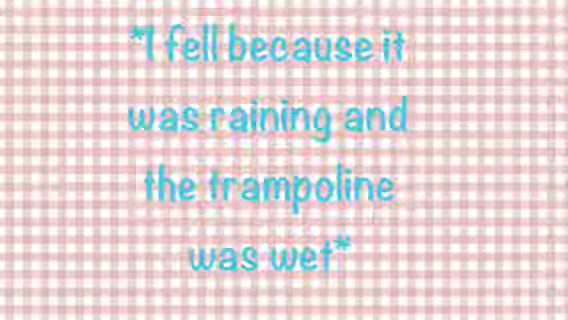 *I fell because it
was raining and
the trampoline
was wet*